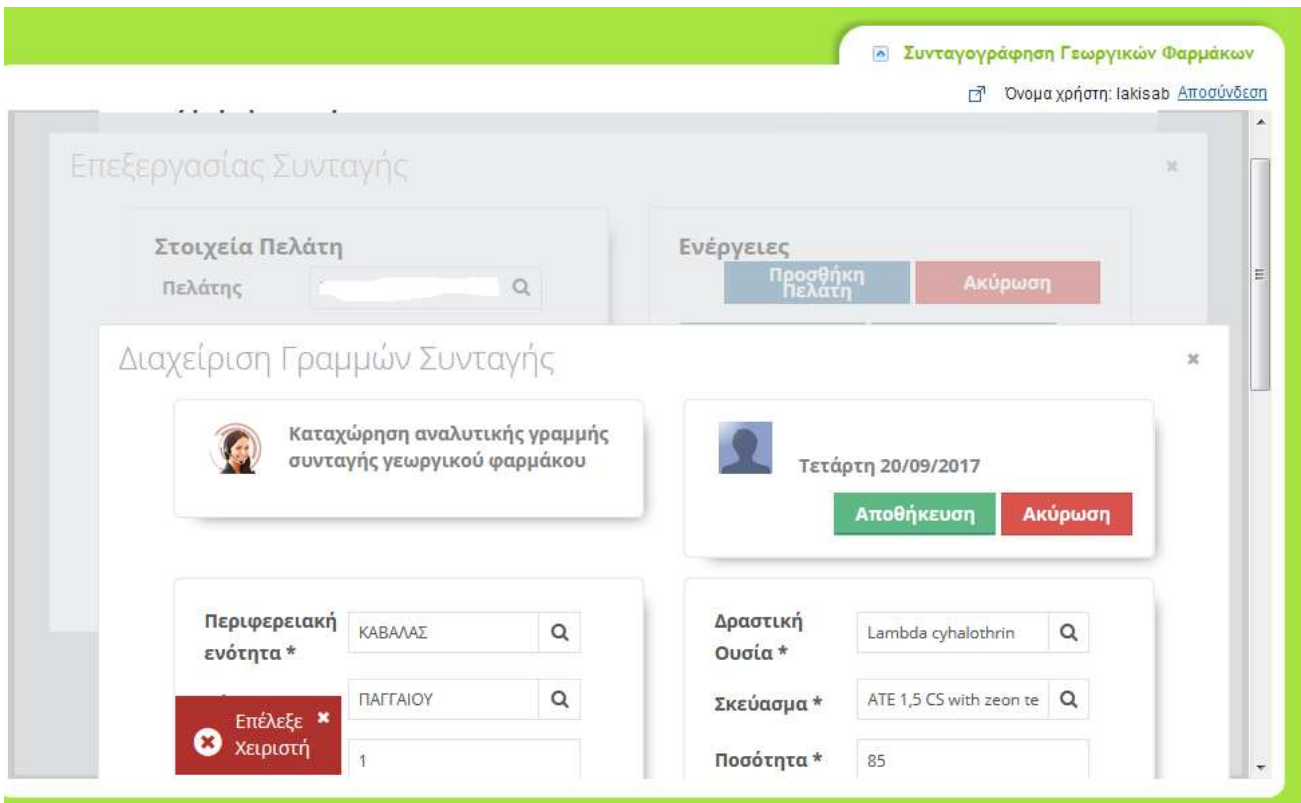 Συνταγογράφηση Γεωργικών Φαρμάκων
Όνομα χρήστη: lakisab Αποσύνδεση
Επεξεργασίας Συνταγής
Στοιχεία Πελάτη
Πελάτης
Ενέργειες
Προσθήκη
Πελάτη
Ακύρωση
Διαχείριση Γραμμών Συνταγής
Καταχώρηση αναλυτικής γραμμής
συνταγής γεωργικού φαρμάκου
Τετάρτη 20/09/2017
Αποθήκευση Ακύρωση
Περιφερειακή
ενότητα *
ΚΑΒΑΛΑΣ
ΠΑΓΓΑΙΟΥ
1
Επέλεξε
Χειριστή
Δραστική
Ουσία *
Lambda cyhalothrin
Σκεύασμα * ATE 1,5 CS with zeon te
Ποσότητα * 85